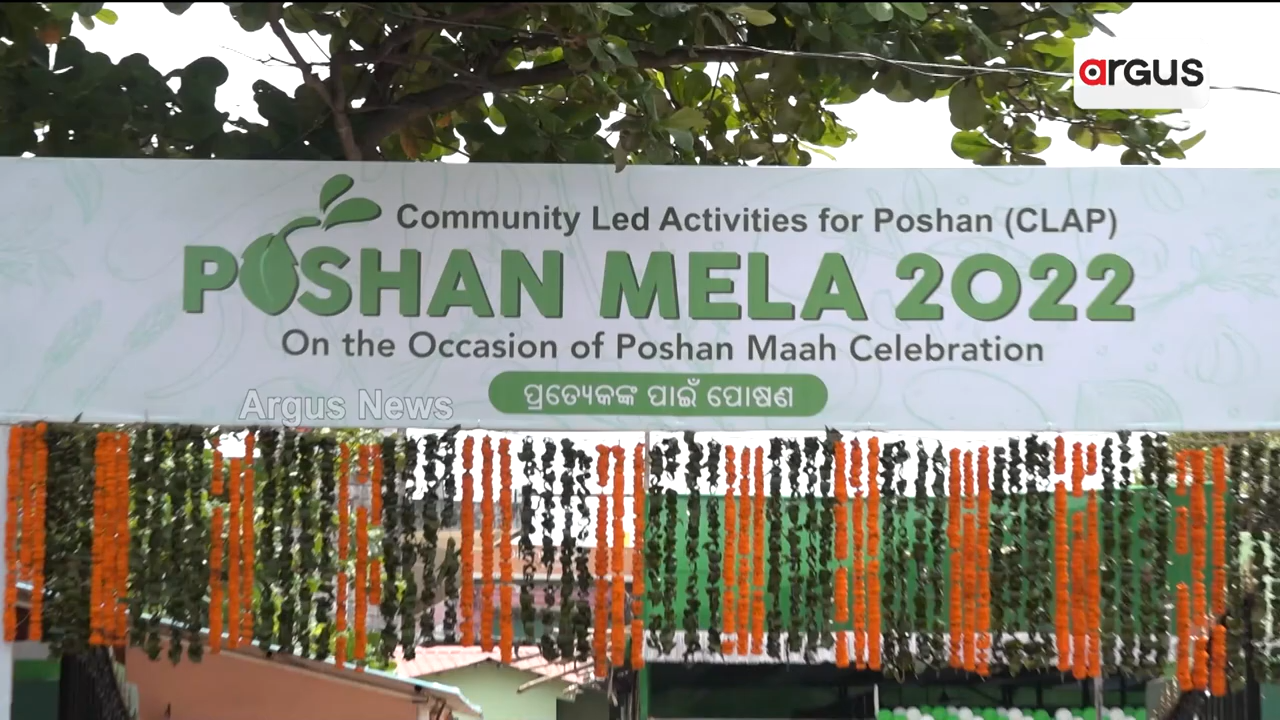 argus
Community Led Activities for Poshan (CLAP)
POSHAN MELA 2022
On the Occasion of Poshan Maah Celebration
ପ୍ରତ୍ୟେକଙ୍କ ପାଇଁ ପୋଷଣ
Argus News